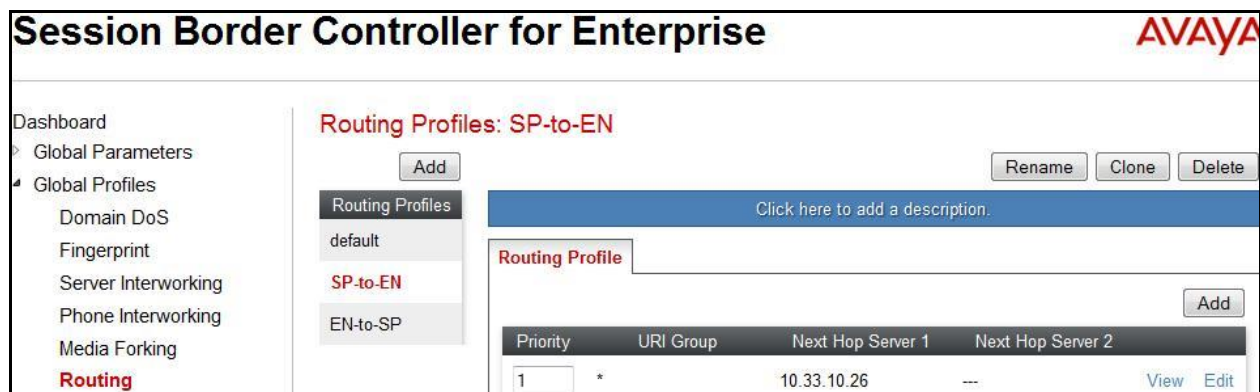 Session Border Controller for Enterprise
AVAYA
Dashboard
Global Parameters
Global Profiles
Domain DoS
Fingerprint
Server Interworking
Phone Interworking
Media Forking
Routing
Routing Profiles: SP-to-EN
Add
Rename Clone Delete
Routing Profiles
default
SP-to-EN
EN-to-SP
Click here to add a description.
Routing Profile
Add
Priority URI Group Next Hop Server 1 Next Hop Server 2
1 * 10.33.10.26 --- View Edit